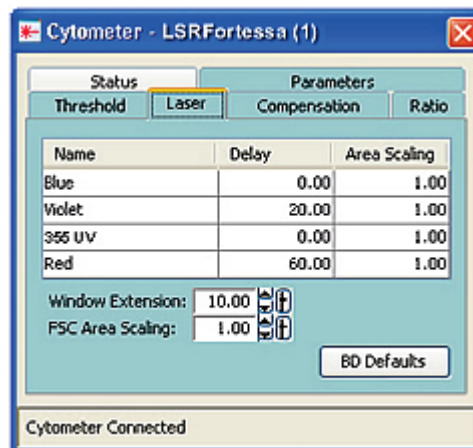 Cytometer - LSRFortessa (1)
Status Parameters
Threshold Laser Compensation Ratio
Name Delay Area Scaling
Blue 0.00 1.00
Violet 20.00 1.00
355 UV 0.00 1.00
Red 60.00 1.00
Window Extension: 10.00
FSC Area Scaling: 1.00
BD Defaults
Cytometer Connected